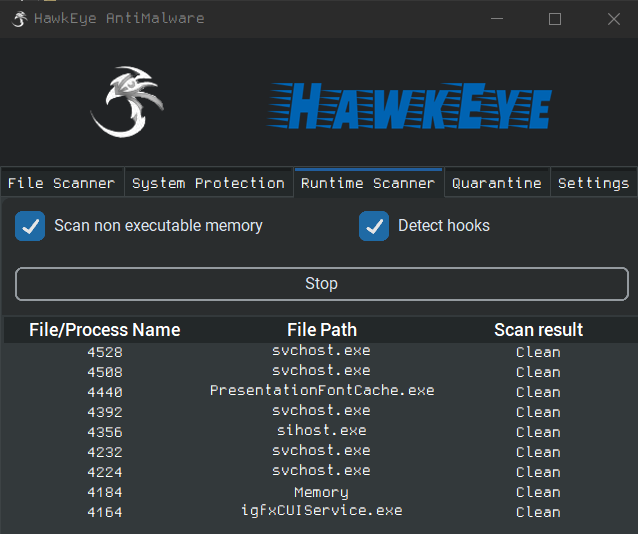 HawkEye AntiMalware
HAWKEYE
File Scanner System Protection Runtime Scanner Quarantine Settings
Scan non executable memory Detect hooks
Stop
File/Process Name File Path Scan result
4528 svchost.exe Clean
4508 svchost.exe Clean
4440 PresentationFontCache.exe Clean
4392 svchost.exe Clean
4356 sihost.exe Clean
4232 svchost.exe Clean
4224 svchost.exe Clean
4184 Memory Clean
4164 igfxCUIService.exe Clean